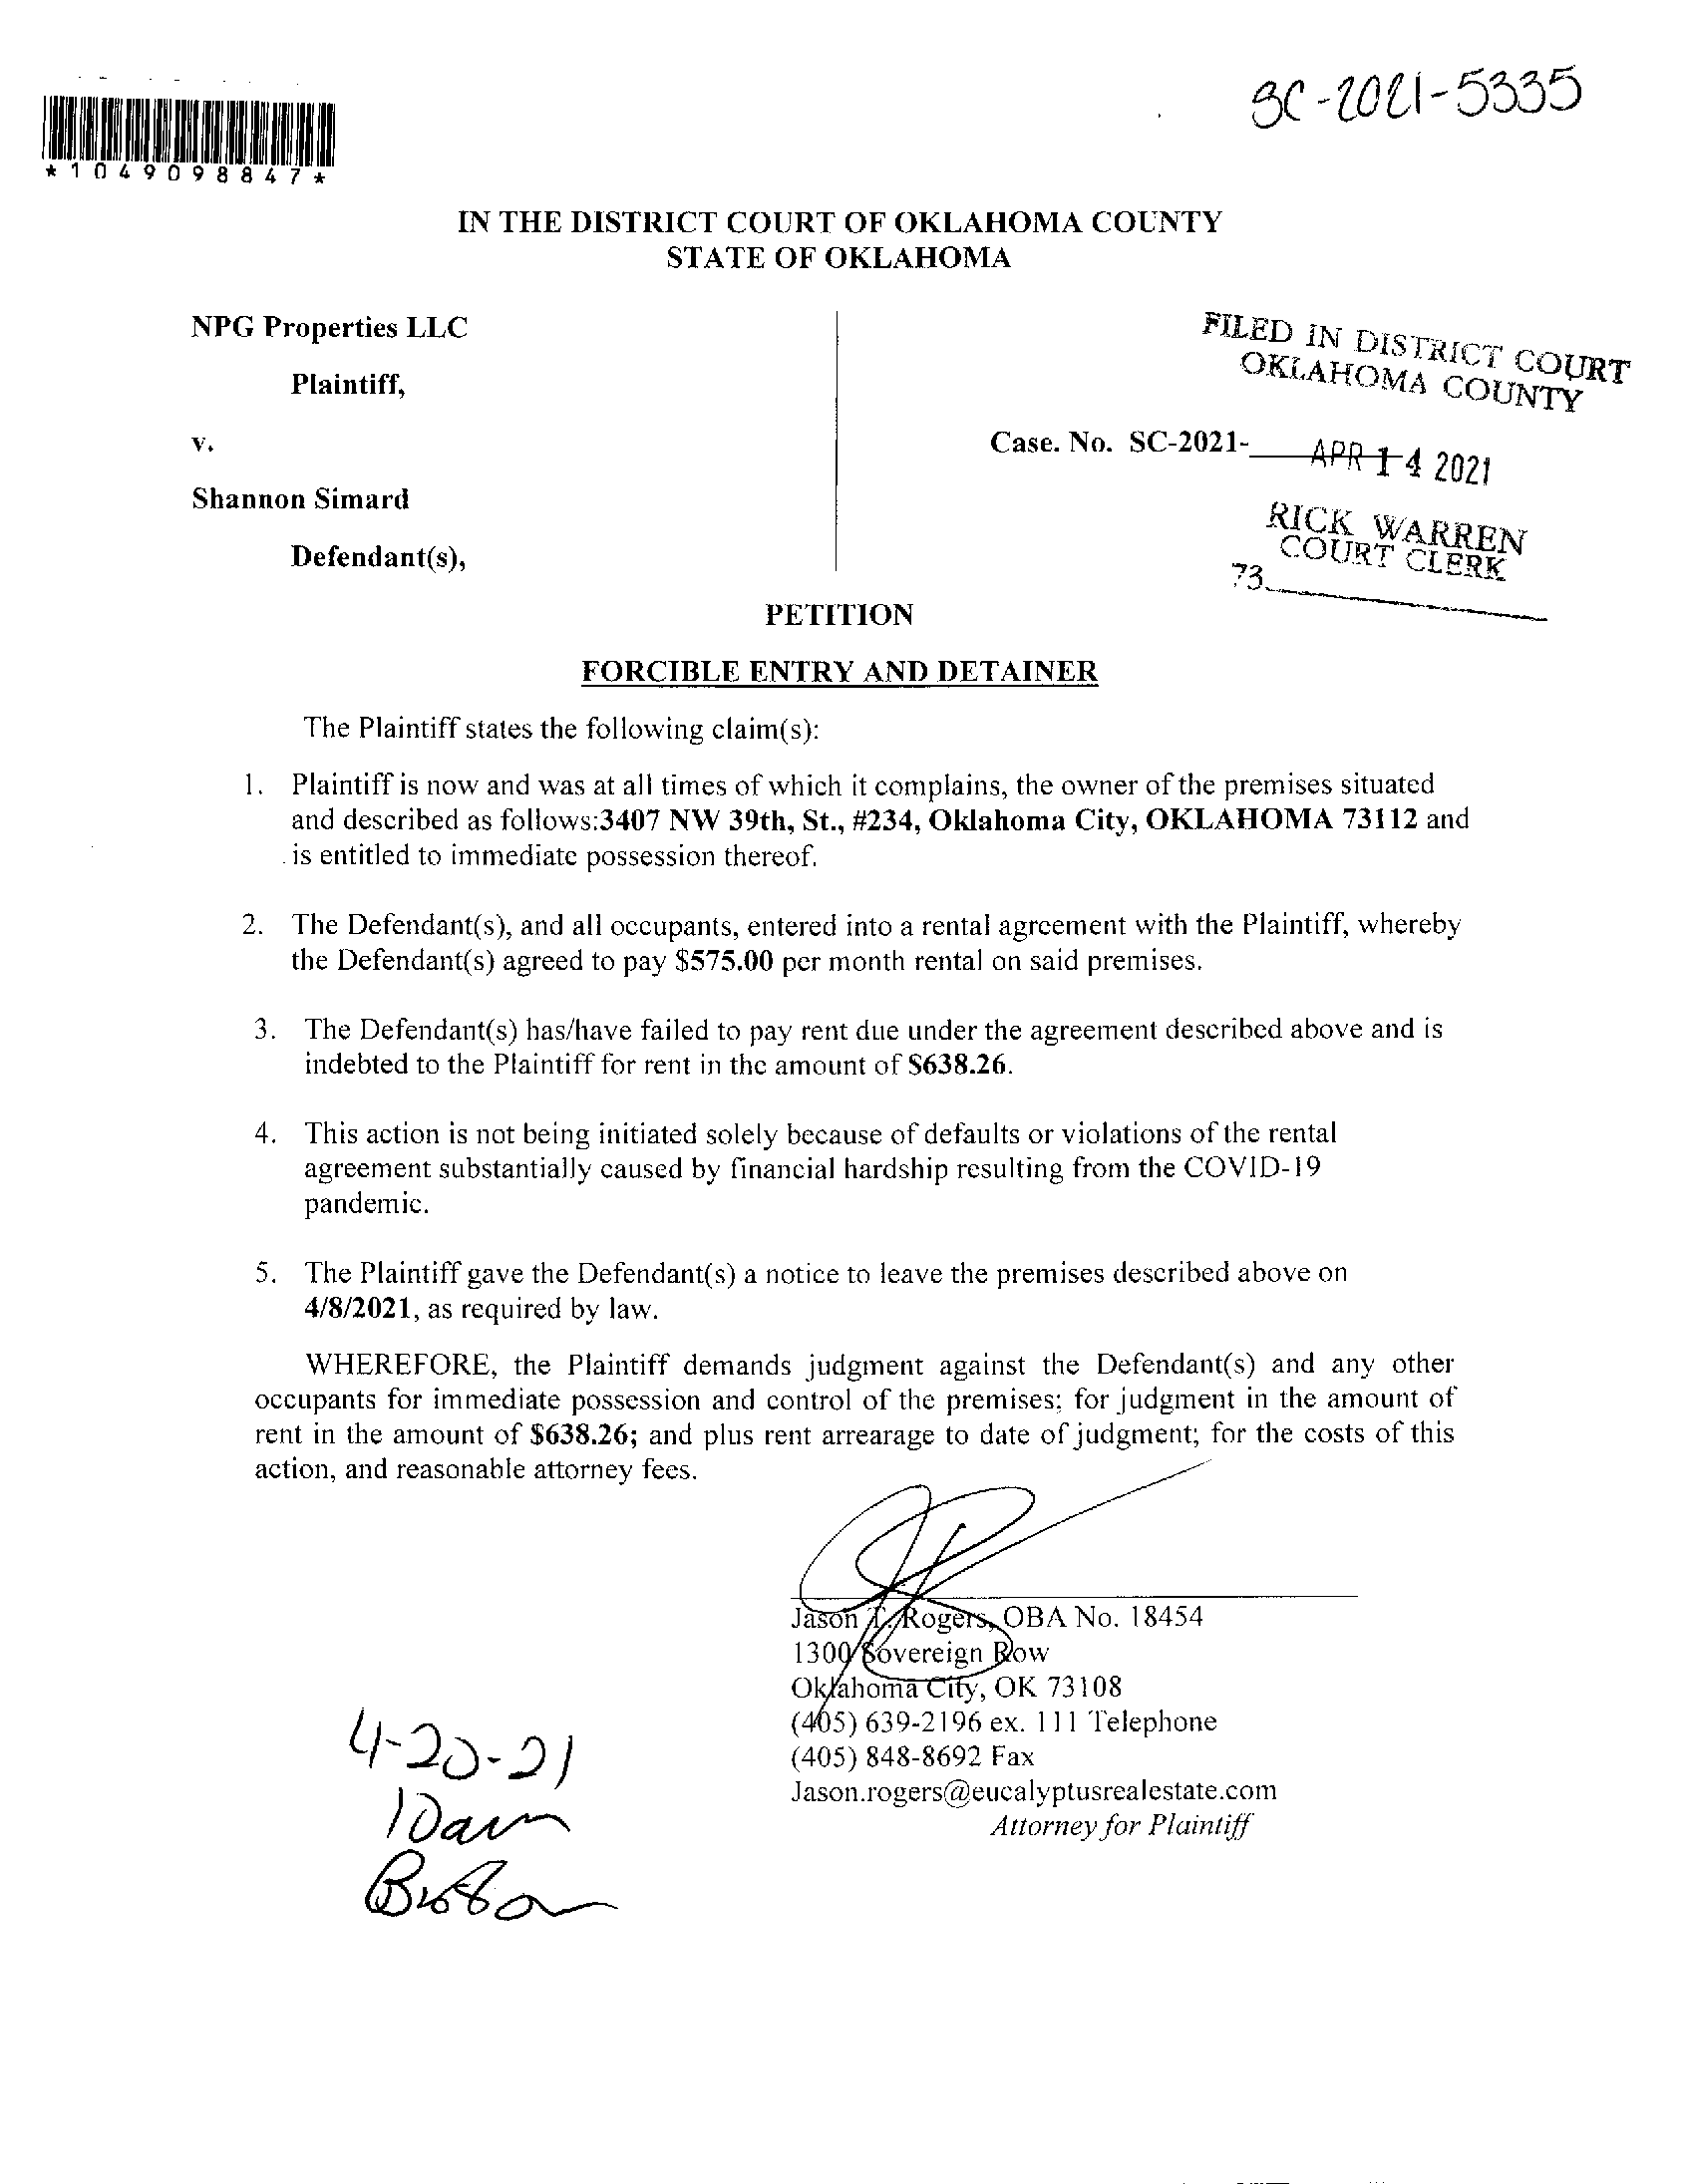 SC-2021-5335
*1049098847*
IN THE DISTRICT COURT OF OKLAHOMA COUNTY
STATE OF OKLAHOMA
NPG Properties LLC
Plaintiff,
v.
Shannon Simard
Defendant(s),
FILED IN DISTRICT COURT
OKLAHOMA COUNTY
Case. No. SC-2021-
APR 14 2021
RICK WARREN
COURT CLERK
73
PETITION
FORCIBLE ENTRY AND DETAINER
The Plaintiff states the following claim(s):
1. Plaintiff is now and was at all times of which it complains, the owner of the premises situated
and described as follows:3407 NW 39th, St., #234, Oklahoma City, OKLAHOMA 73112 and
is entitled to immediate possession thereof.
2. The Defendant(s), and all occupants, entered into a rental agreement with the Plaintiff, whereby
the Defendant(s) agreed to pay $575.00 per month rental on said premises.
3. The Defendant(s) has/have failed to pay rent due under the agreement described above and is
indebted to the Plaintiff for rent in the amount of $638.26.
4. This action is not being initiated solely because of defaults or violations of the rental
agreement substantially caused by financial hardship resulting from the COVID-19
pandemic.
5. The Plaintiff gave the Defendant(s) a notice to leave the premises described above on
4/8/2021, as required by law.
WHEREFORE, the Plaintiff demands judgment against the Defendant(s) and any other
occupants for immediate possession and control of the premises; for judgment in the amount of
rent in the amount of $638.26; and plus rent arrearage to date of judgment; for the costs of this
action, and reasonable attorney fees.
Jason T. Rogers, OBA No. 18454
1300 Sovereign Row
Oklahoma City, OK 73108
(405) 639-2196 ex. 111 Telephone
(405) 848-8692 Fax
Jason.rogers@eucalyptusrealestate.com
Attorney for Plaintiff
4-20-21
10am